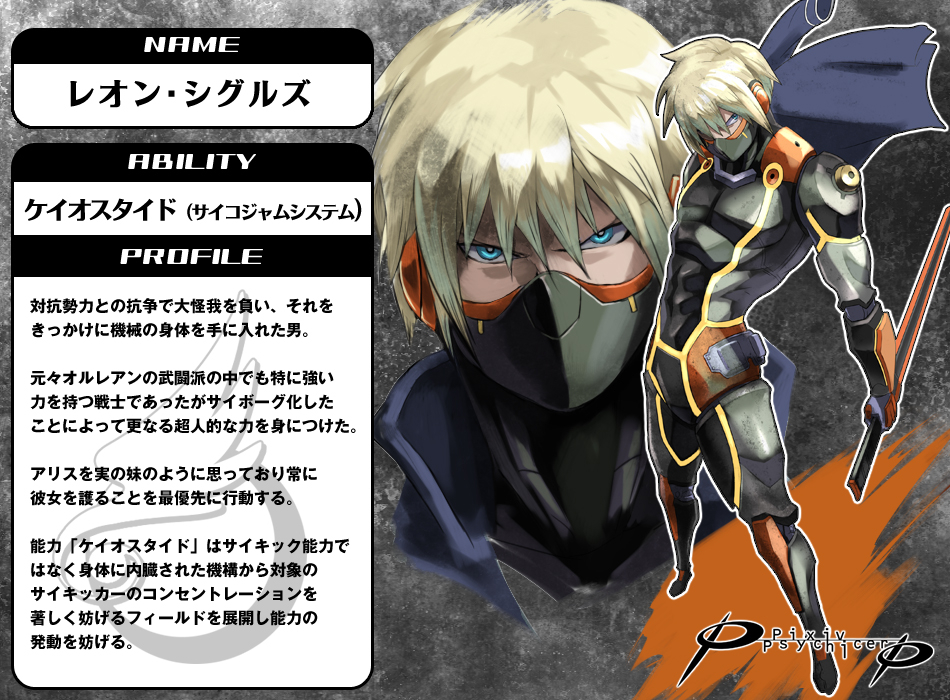 NAME
レオン・シグルズ
ABILITY
ケイオスタイド（サイコジャムシステム）
PROFILE
対抗勢力との抗争で大怪我を負い、それを
きっかけに機械の身体を手に入れた男。
元々オルレアンの武闘派の中でも特に強い
力を持つ戦士であったがサイボーグ化した
ことによって更なる超人的な力を身につけた。
アリスを実の妹のように思っており常に
彼女を護ることを最優先に行動する。
能力「ケイオスタイド」はサイキック能力で
はなく身体に内臓された機構から対象の
サイキッカーのコンセントレーションを
著しく妨げるフィールドを展開し能力の
発動を妨げる。
pixiv
psychicer